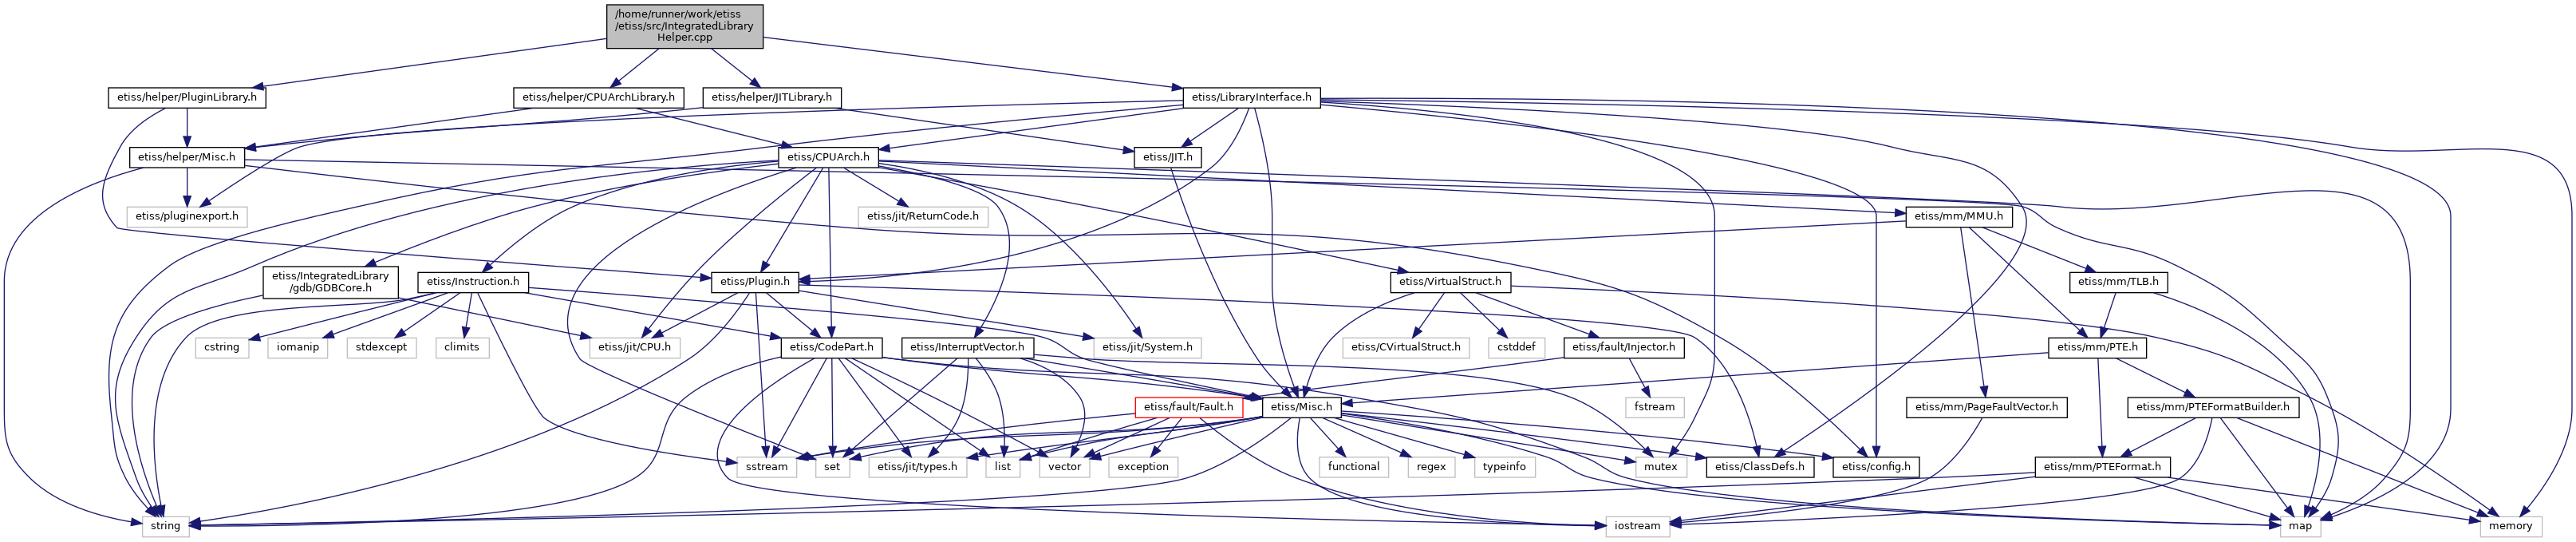 /home/runner/work/etiss
/etiss/src/IntegratedLibrary
Helper.cpp
etiss/helper/PluginLibrary.h
etiss/helper/CPUArchLibrary.h
etiss/helper/JITLibrary.h
etiss/LibraryInterface.h
etiss/helper/Misc.h
etiss/CPUArch.h
etiss/JIT.h
etiss/pluginexport.h
etiss/jit/ReturnCode.h
etiss/mm/MMU.h
etiss/IntegratedLibrary
/gdb/GDBCore.h
etiss/Instruction.h
etiss/Plugin.h
etiss/VirtualStruct.h
etiss/mm/TLB.h
cstring
iomanip
stdexcept
climits
etiss/jit/CPU.h
etiss/CodePart.h
etiss/InterruptVector.h
etiss/jit/System.h
etiss/CVirtualStruct.h
cstddef
etiss/fault/Injector.h
etiss/mm/PTE.h
etiss/fault/Fault.h
etiss/Misc.h
fstream
etiss/mm/PageFaultVector.h
etiss/mm/PTEFormatBuilder.h
sstream
set
etiss/jit/types.h
list
vector
exception
functional
regex
typeinfo
mutex
etiss/ClassDefs.h
etiss/config.h
etiss/mm/PTEFormat.h
string
iostream
map
memory